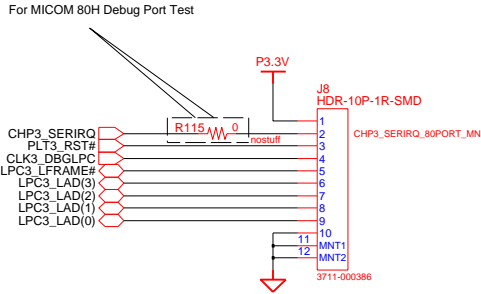 For MICOM 80H Debug Port Test
P3.3V
J8
HDR-10P-1R-SMD
R115
0
nostuff
CHP3_SERIRQ
PLT3_RST#
CLK3_DBGLPC
LPC3_LFRAME#
LPC3_LAD(3)
LPC3_LAD(2)
LPC3_LAD(1)
LPC3_LAD(0)
1
2
3
4
5
6
7
8
9
10
11
MNT1
12
MNT2
CHP3_SERIRQ_80PORT_MN
3711-000386